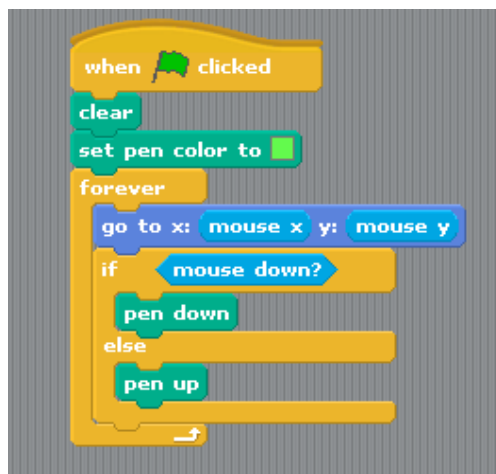 when clicked
clear
set pen color to
forever
go to x: mouse x y: mouse y
if mouse down?
pen down
else
pen up